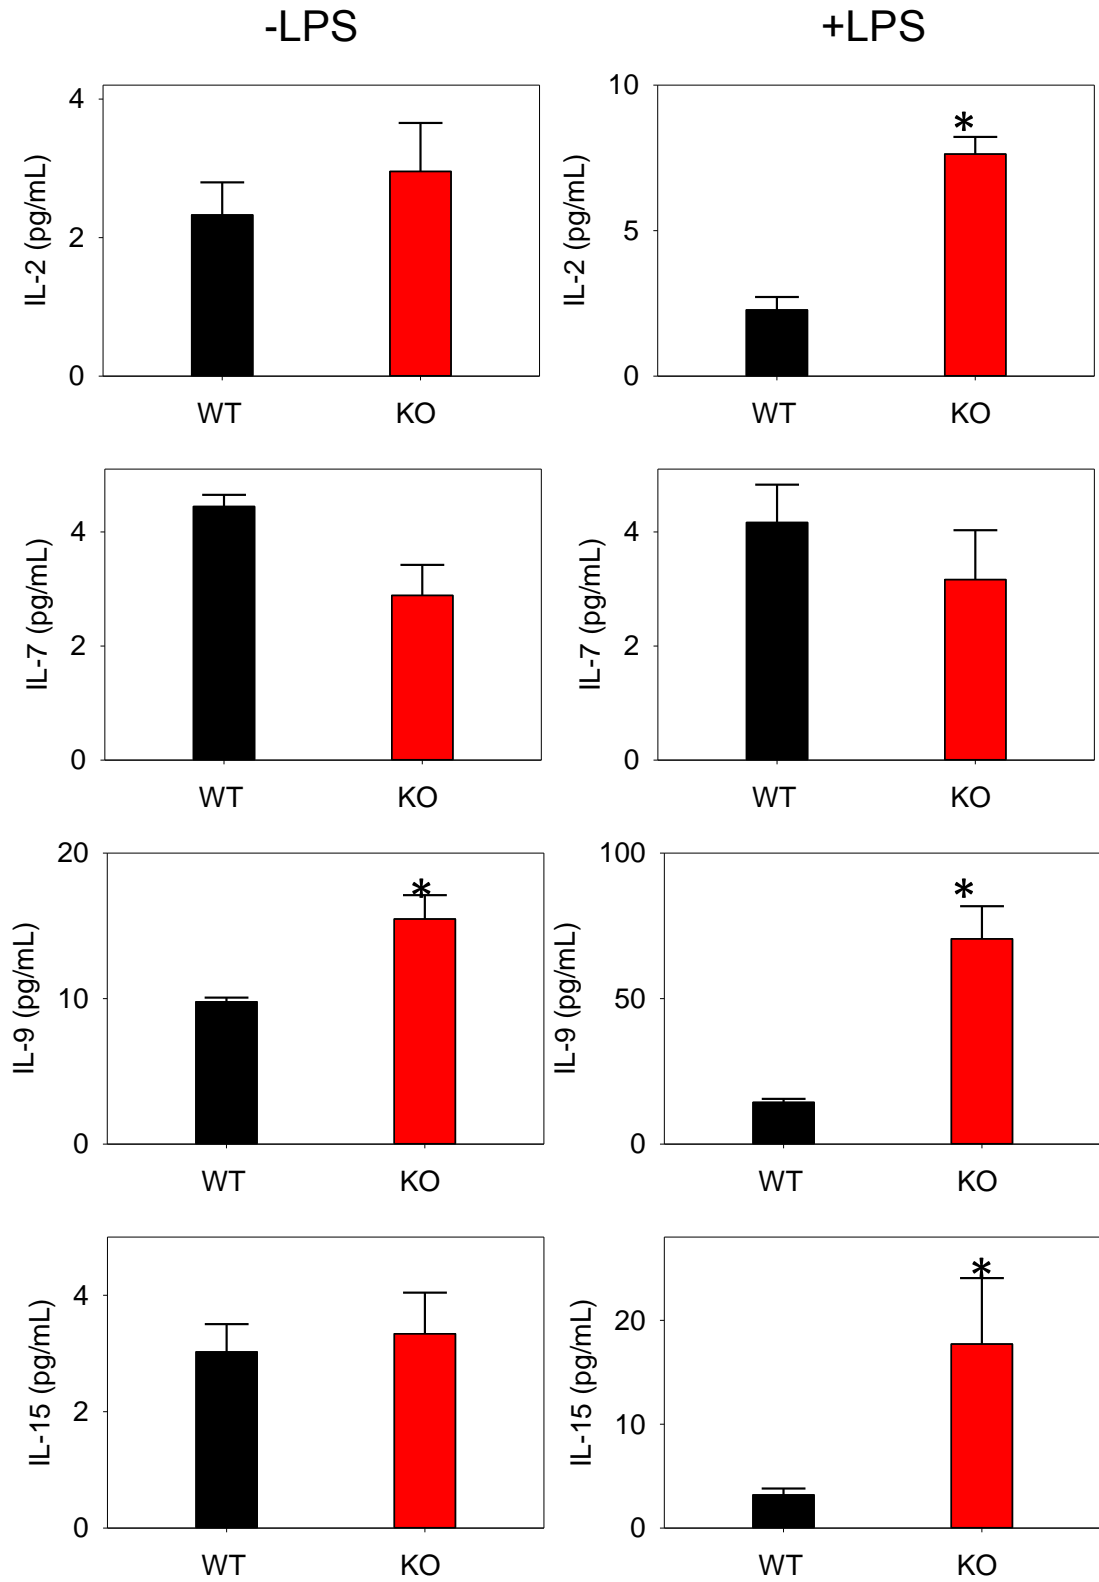 -LPS
+LPS
4
2
0
IL-2 (pg/mL)
WT
KO
10
5
0
IL-2 (pg/mL)
*
WT
KO
4
2
0
IL-7 (pg/mL)
WT
KO
4
2
0
IL-7 (pg/mL)
WT
KO
20
10
0
IL-9 (pg/mL)
*
WT
KO
100
50
0
IL-9 (pg/mL)
*
WT
KO
4
2
0
IL-15 (pg/mL)
WT
KO
20
10
0
IL-15 (pg/mL)
*
WT
KO